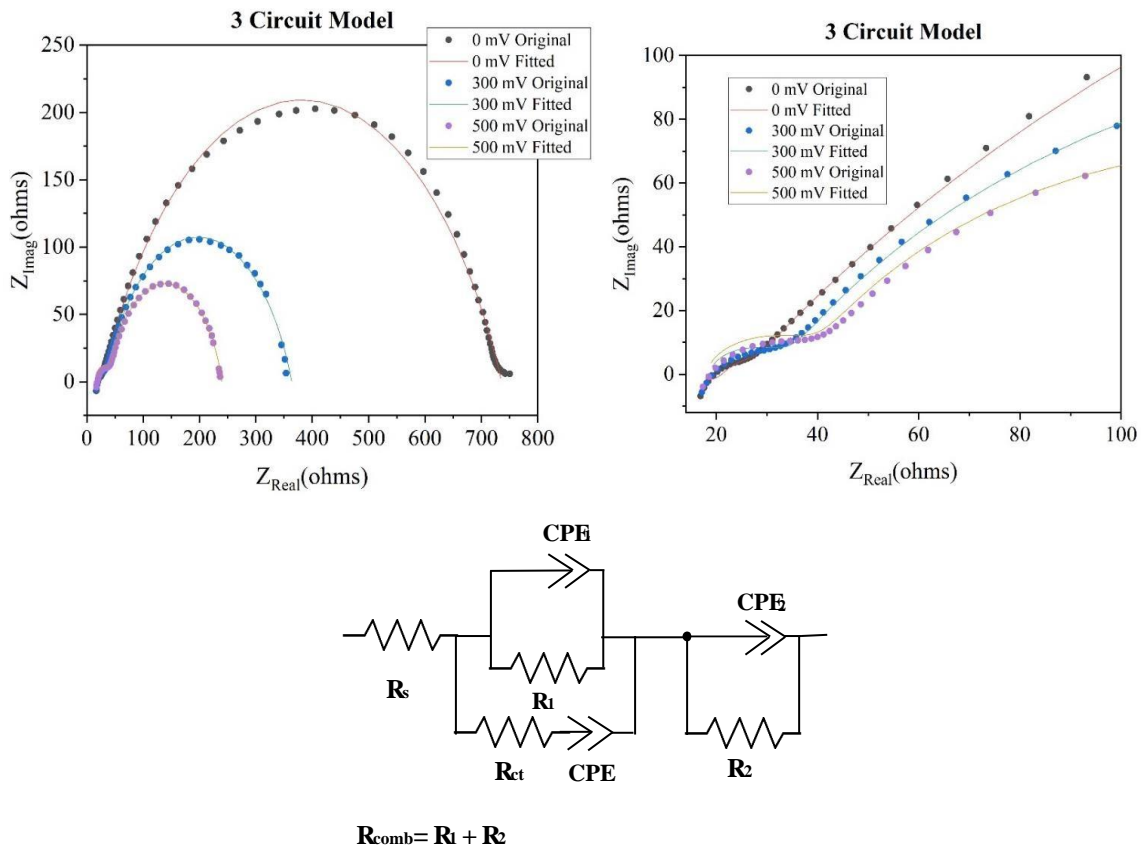 3 Circuit Model
250
200
150
100
50
0
Z_Imag(ohms)
0 100 200 300 400 500 600 700 800
Z_Real(ohms)
0 mV Original
0 mV Fitted
300 mV Original
300 mV Fitted
500 mV Original
500 mV Fitted
3 Circuit Model
100
80
60
40
20
0
Z_Imag(ohms)
20 40 60 80 100
Z_Real(ohms)
0 mV Original
0 mV Fitted
300 mV Original
300 mV Fitted
500 mV Original
500 mV Fitted
CPE1
CPE2
Rs
R1
Rct
CPE
R2
Rcomb= R1 + R2